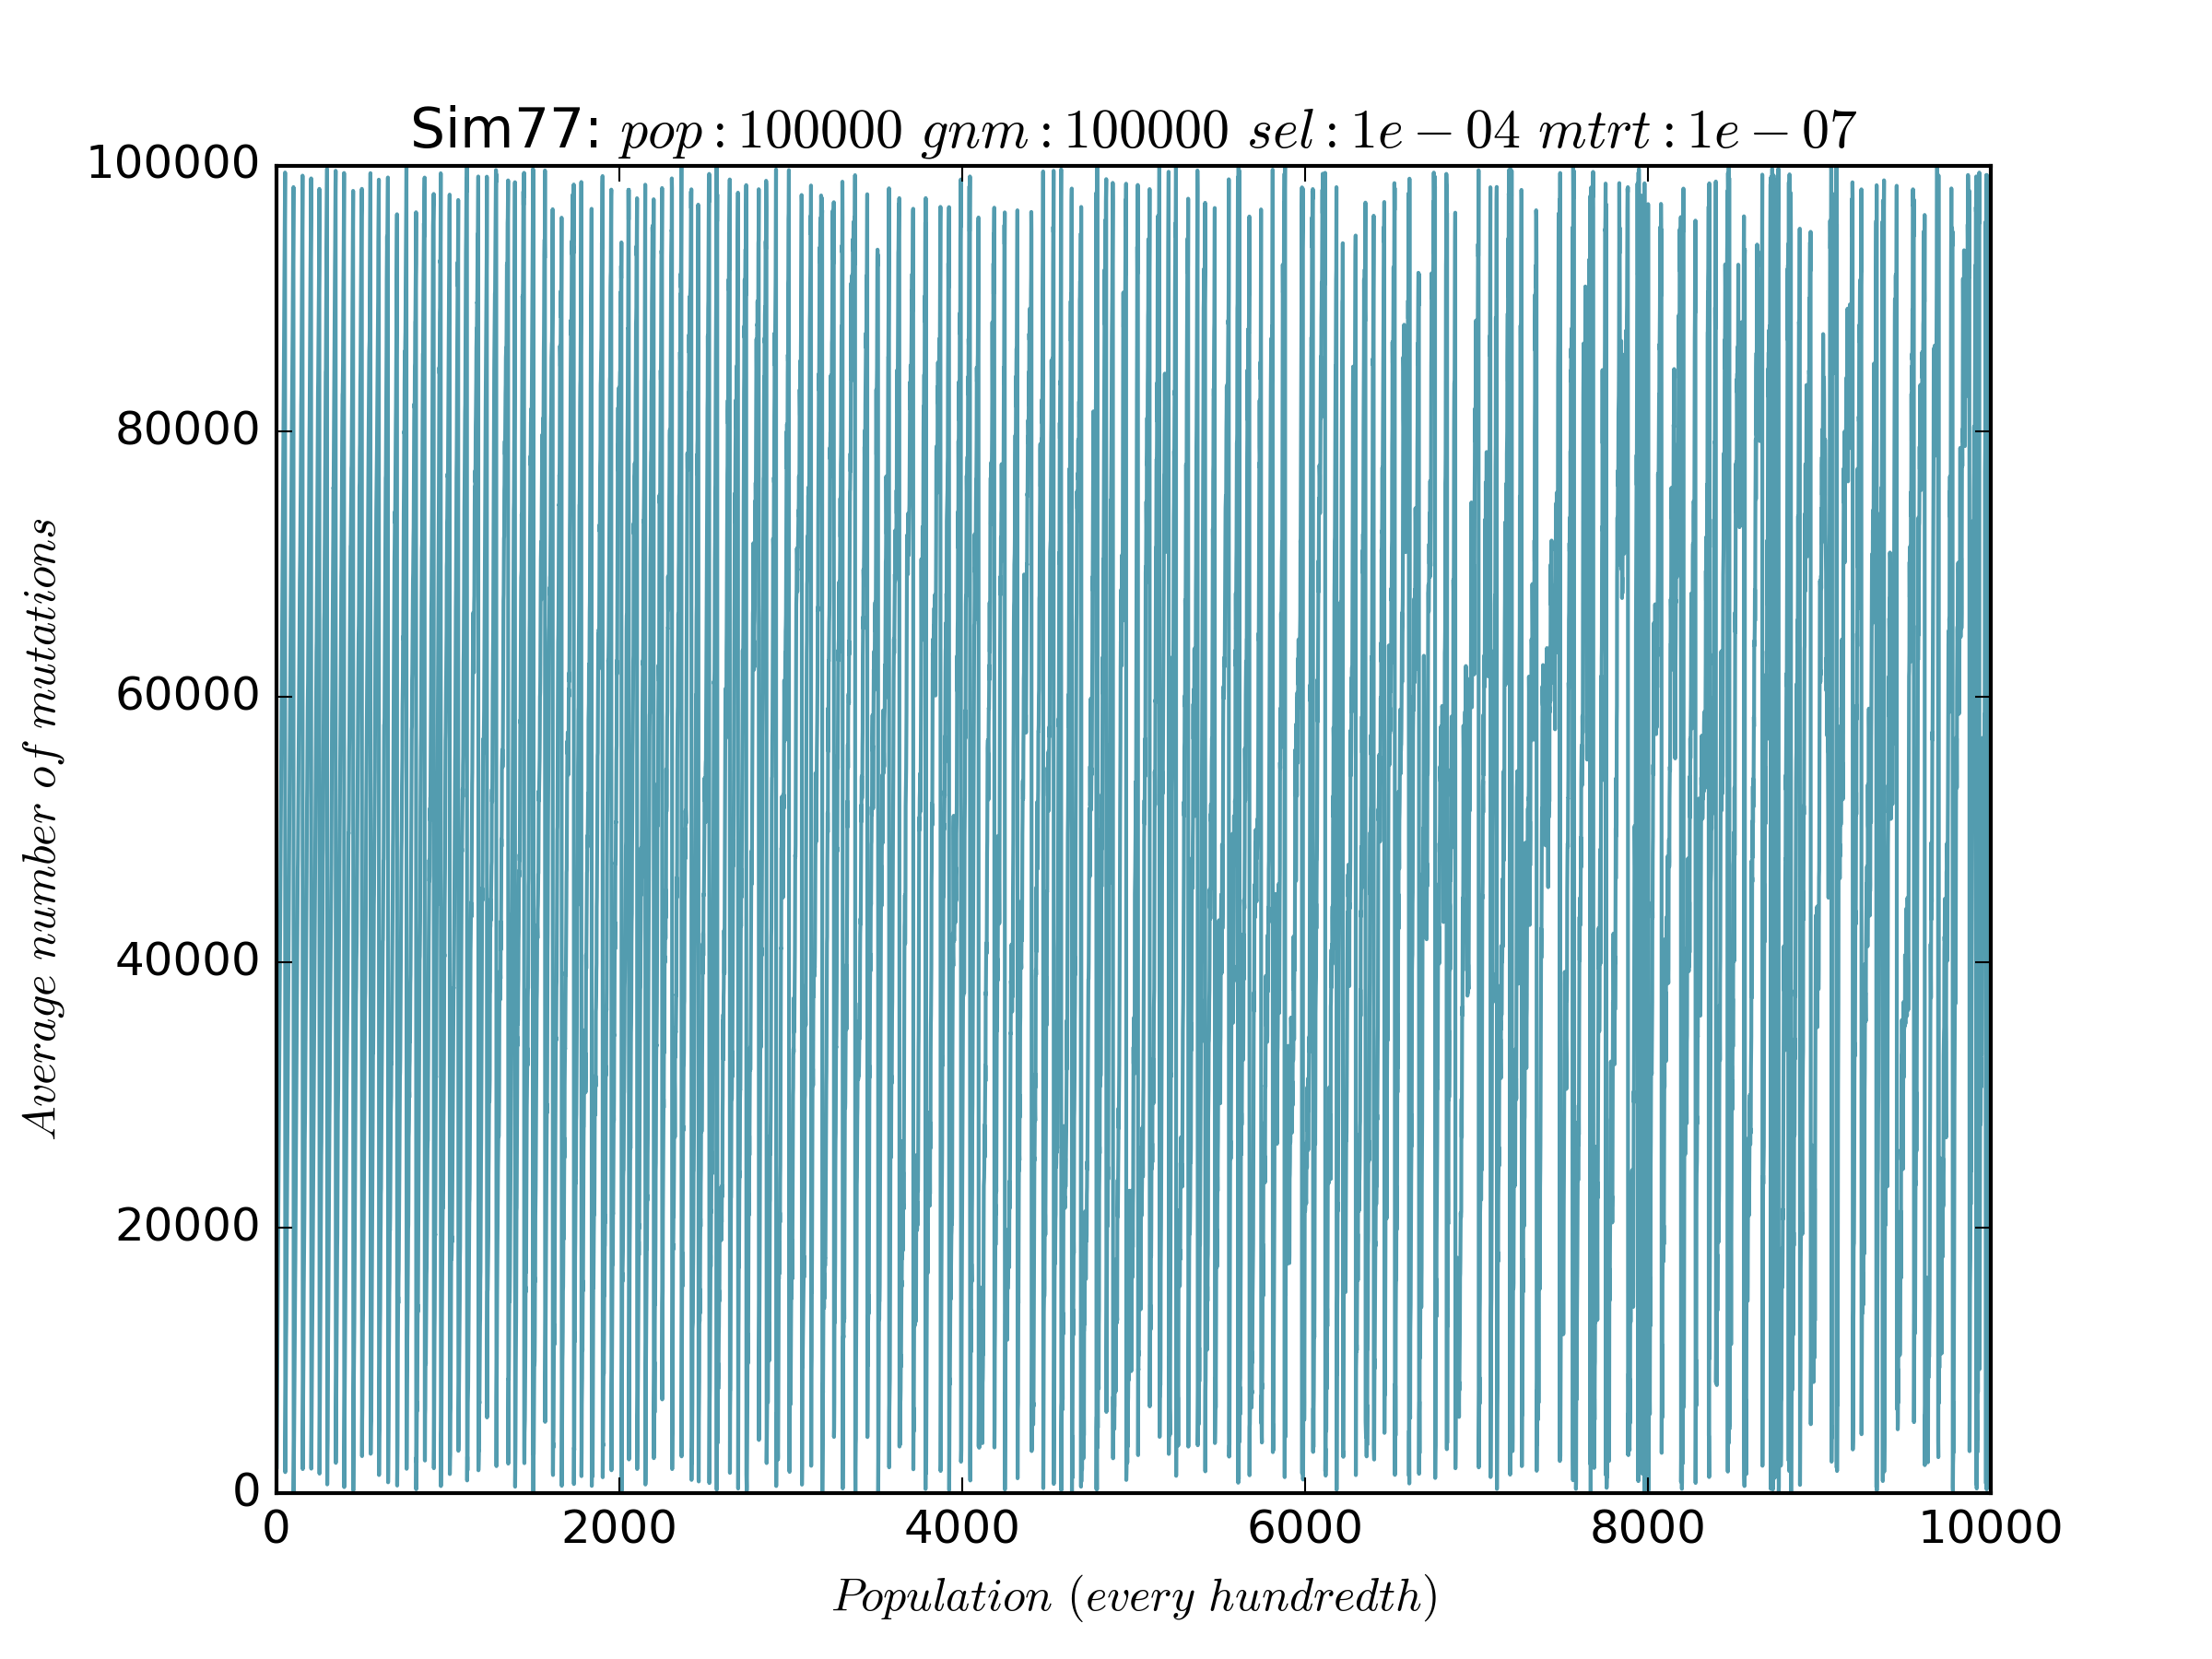 Sim77: pop : 100000 gnm : 100000 sel : 1e − 04 mtrt : 1e − 07
100000
80000
60000
40000
20000
0
Average number of mutations
0 2000 4000 6000 8000 10000
Population (every hundredth)